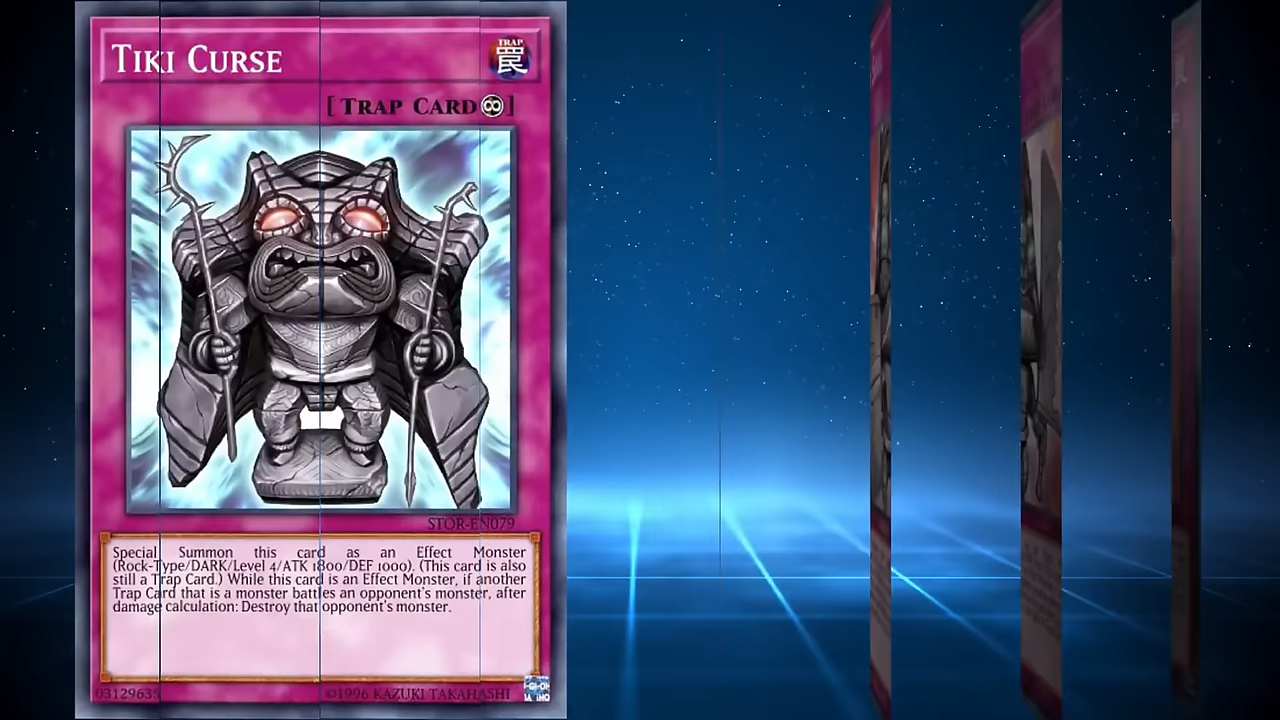 TIKI CURSE
TRAP
罠
[TRAP CARD]
STOR-EN079
Special Summon this card as an Effect Monster
(Rock-Type/DARK/Level 4/ATK 1800/DEF 1000). (This card is also
still a Trap Card.) While this card is an Effect Monster, if another
Trap Card that is a monster battles an opponent's monster, after
damage calculation: Destroy that opponent's monster.
03129635 ©1996 KAZUKI TAKAHASHI